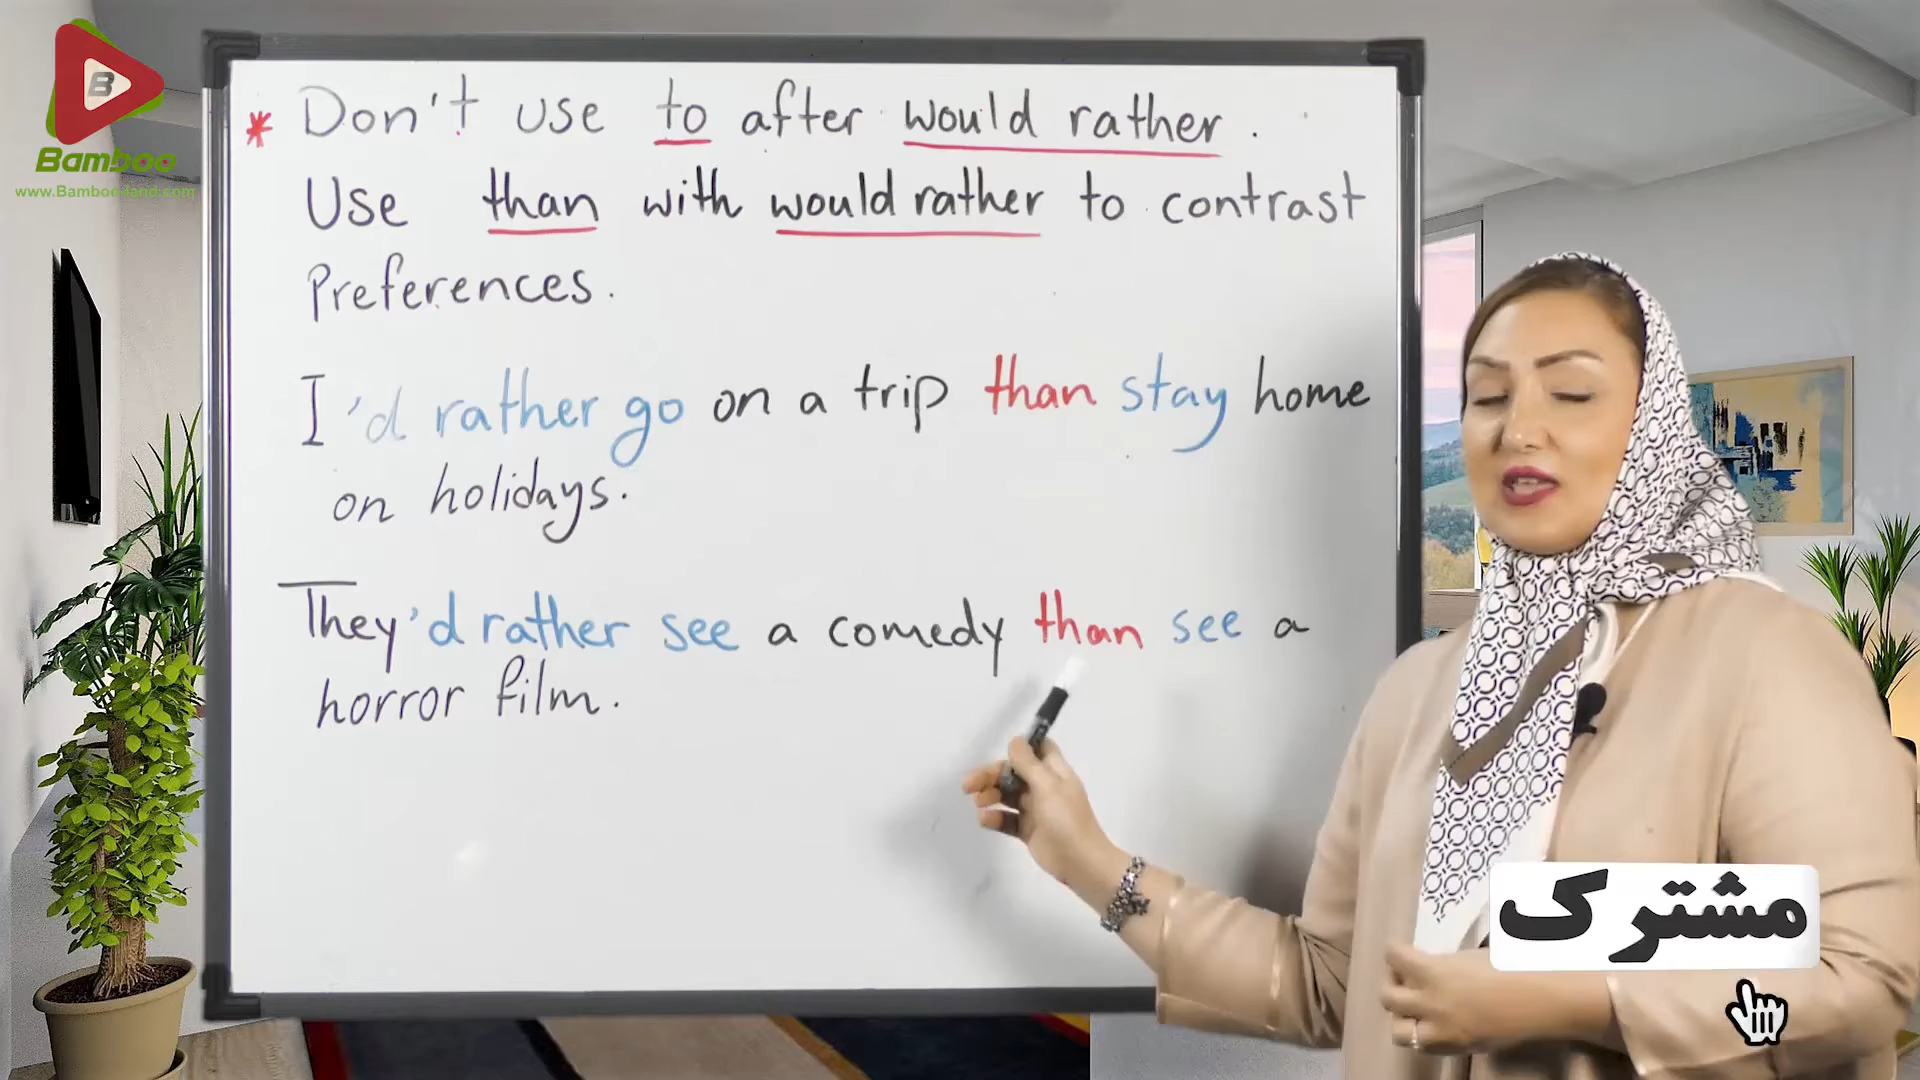 B
Bamboo
www.Bamboo-land.com
* Don't use to after would rather.
Use than with would rather to contrast
Preferences.
I'd rather go on a trip than stay home
on holidays.
They'd rather see a comedy than see a
horror film.
مشترک